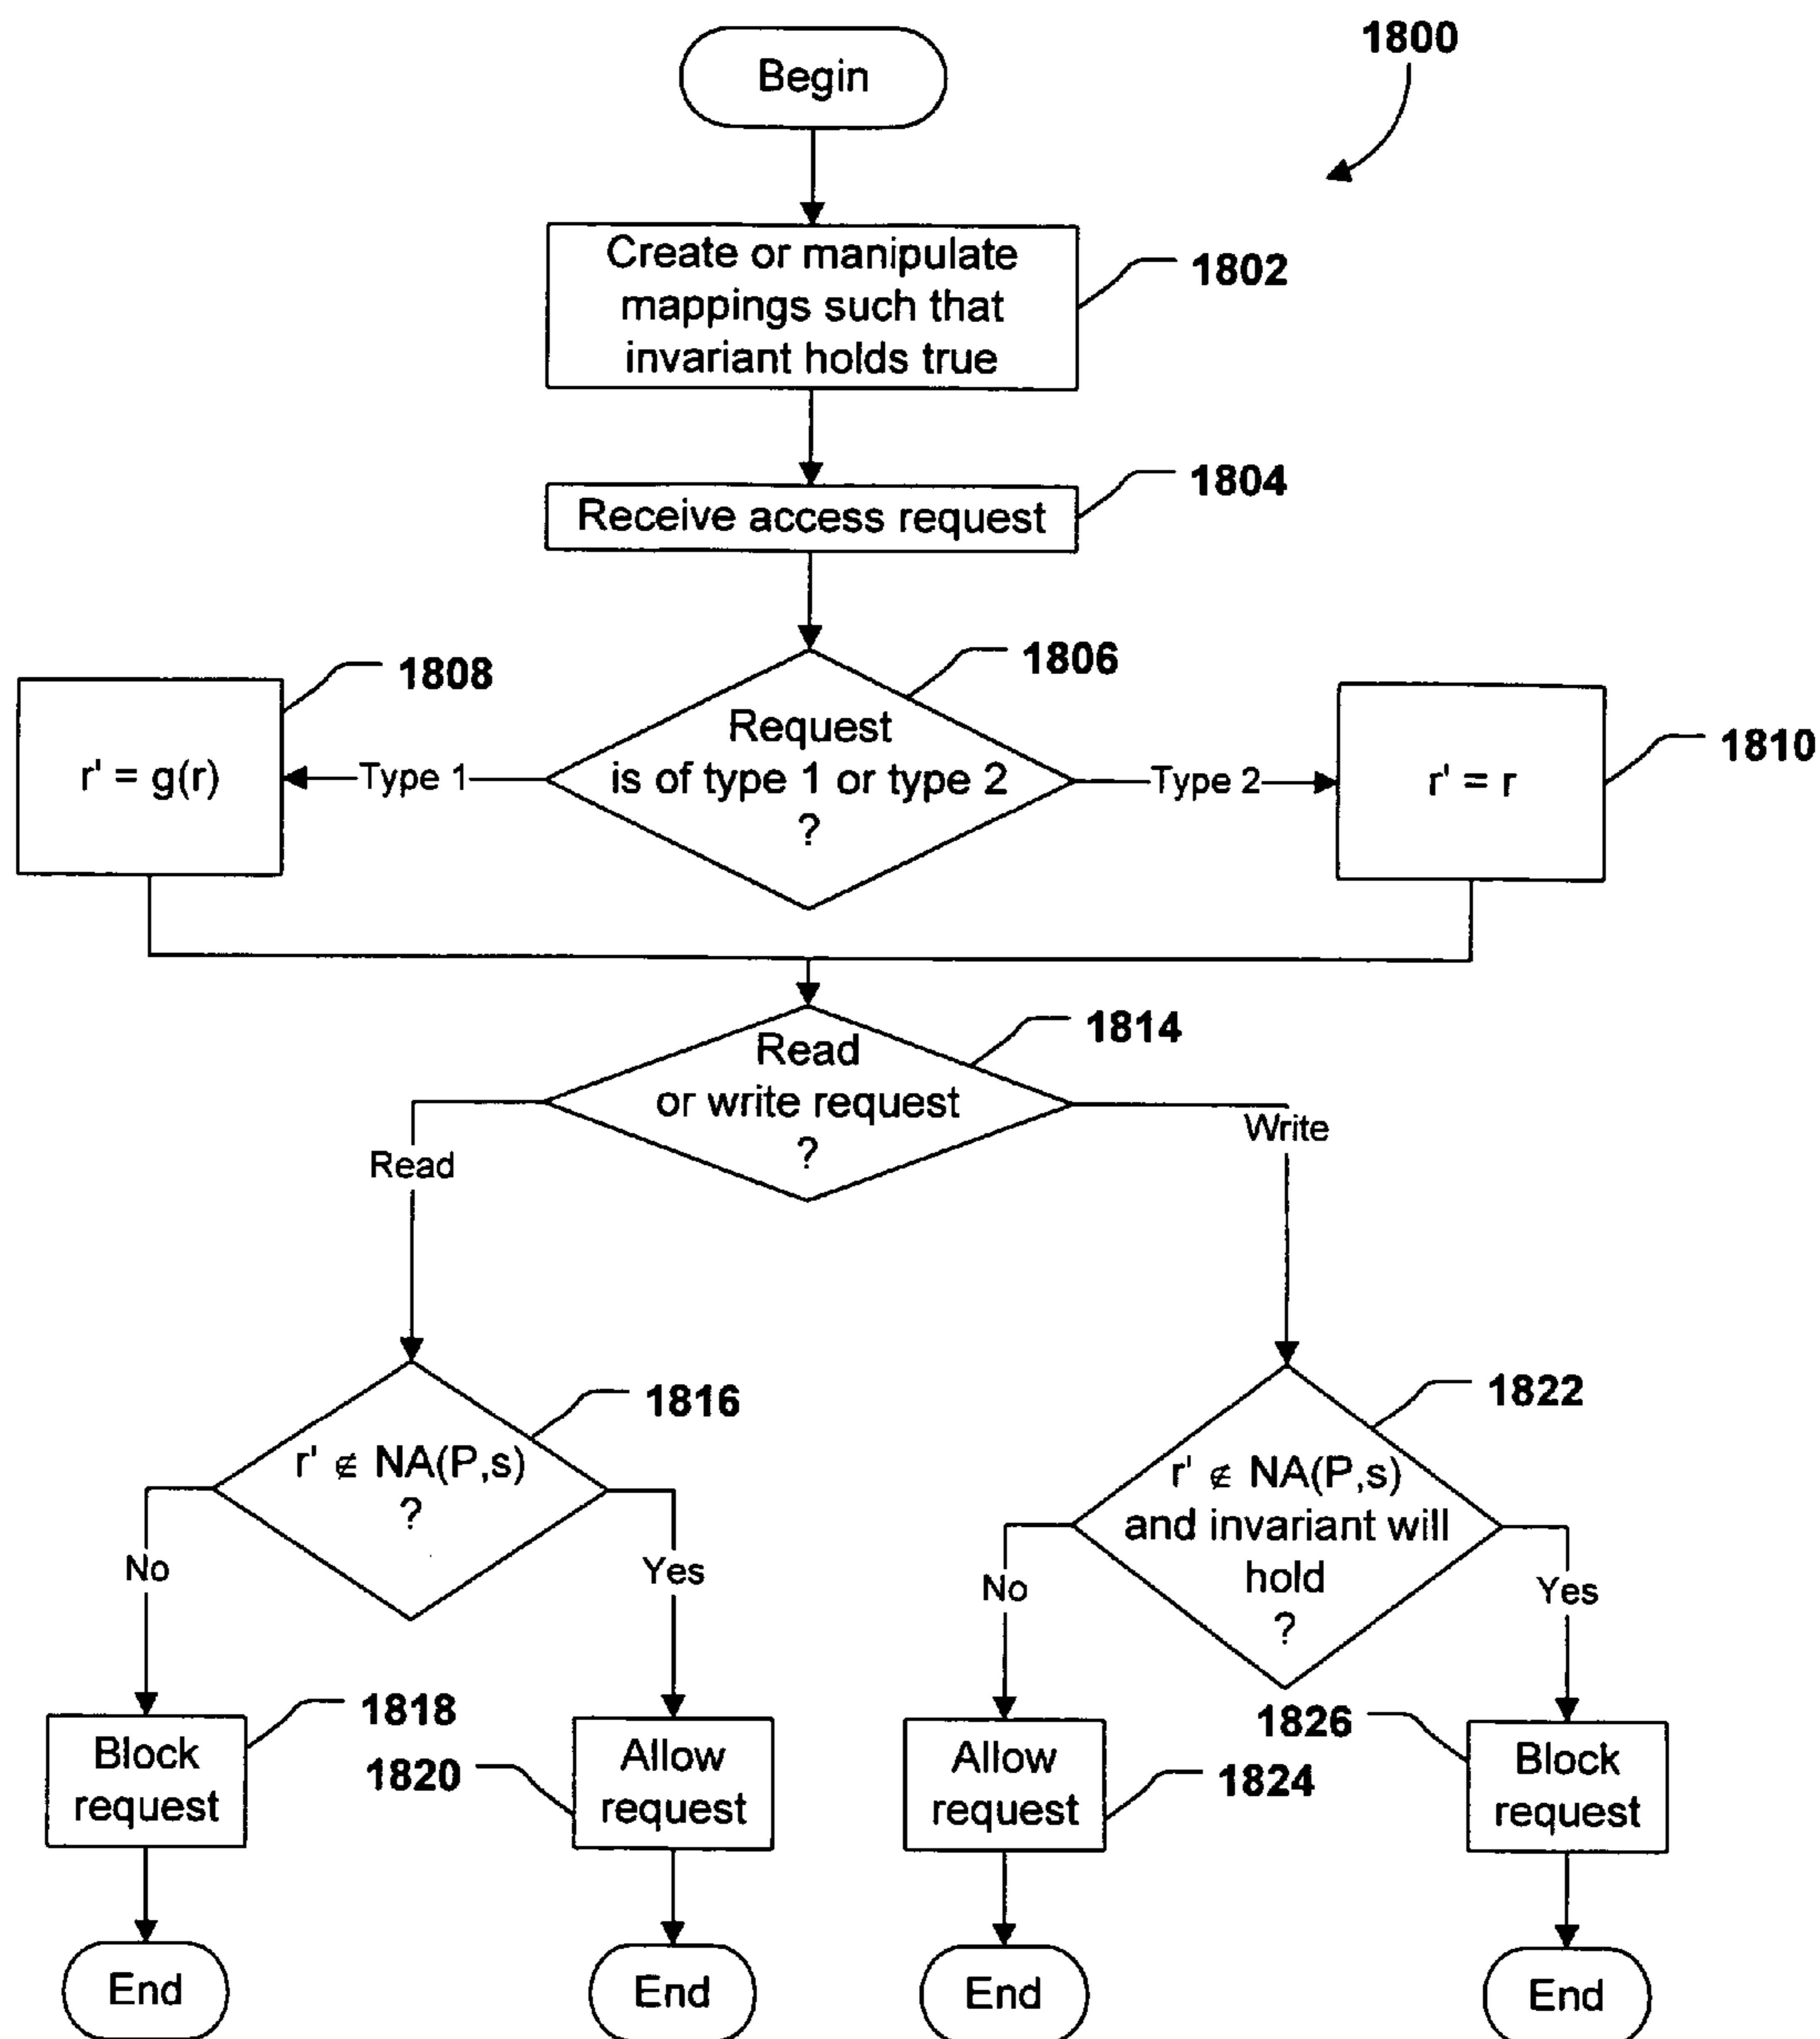 1800
Begin
Create or manipulate
mappings such that
invariant holds true
1802
Receive access request
1804
1806
Request
is of type 1 or type 2
?
Type 1
Type 2
1808
r' = g(r)
1810
r' = r
1814
Read
or write request
?
Read
Write
1816
r' ∉ NA(P,s)
?
No
Yes
1822
r' ∉ NA(P,s)
and invariant will
hold
?
No
Yes
1818
Block
request
1820
Allow
request
1824
Allow
request
1826
Block
request
End
End
End
End